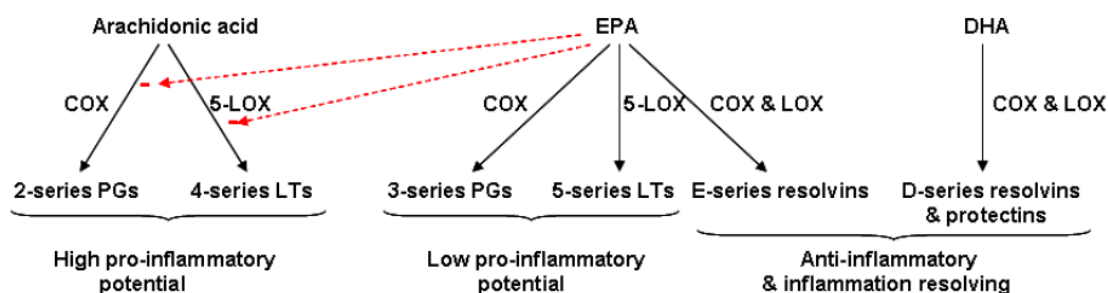 Arachidonic acid
EPA
DHA
COX
5-LOX
COX
5-LOX
COX & LOX
COX & LOX
2-series PGs
4-series LTs
3-series PGs
5-series LTs
E-series resolvins
D-series resolvins
& protectins
High pro-inflammatory
potential
Low pro-inflammatory
potential
Anti-inflammatory
& inflammation resolving